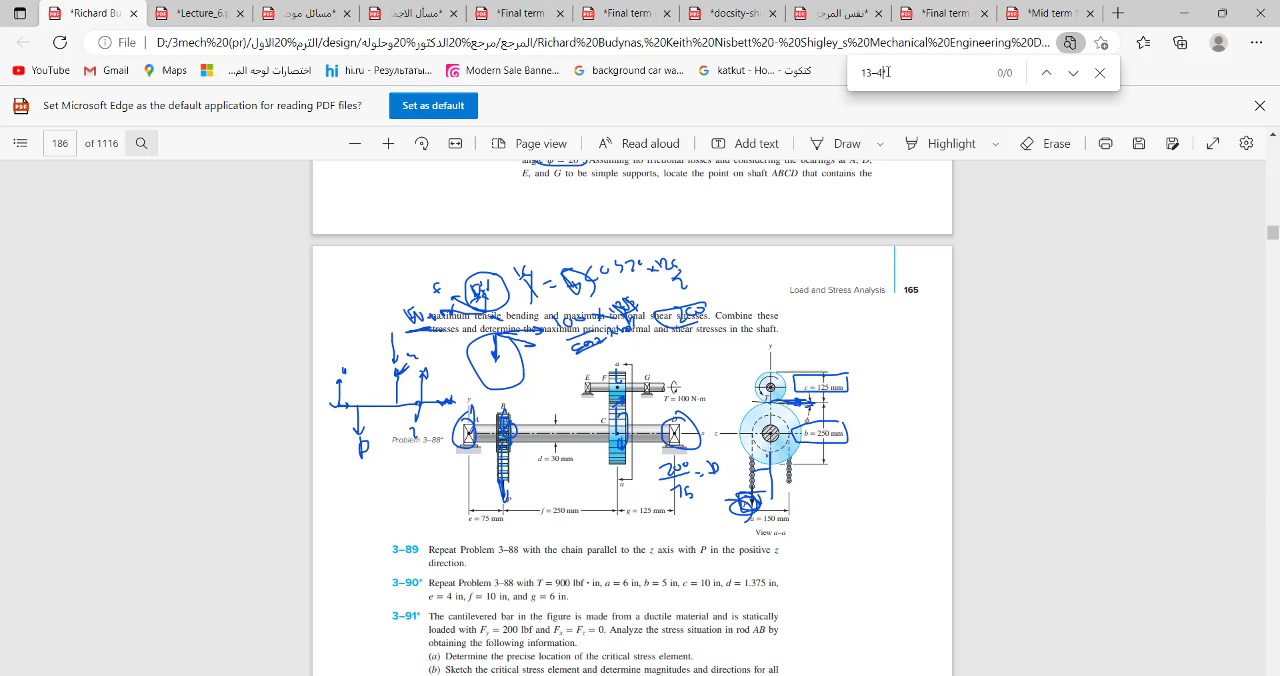 *Richard Bu
*Lecture_6.p
*مسائل موت
*مسأل الاجم
*Final term
*Final term
*docsity-shi
*نفس المرج
*Final term
*Mid term f
File
D:/3mech%20(pr)/الترم%20الاول/design/مرجع%20الدكتور%20وحلوله/المرجع/Richard%20Budynas,%20Keith%20Nisbett%20-%20Shigley_s%20Mechanical%20Engineering%20D...
YouTube
Gmail
Maps
اختصارات لوحه الم...
hi.ru - Результаты...
Modern Sale Banne...
background car wa...
katkut - Ho... - كتكوت
13–4
0/0
Set Microsoft Edge as the default application for reading PDF files?
Set as default
186
of 1116
Page view
Read aloud
Add text
Draw
Highlight
Erase
E, and G to be simple supports, locate the point on shaft ABCD that contains the
Load and Stress Analysis 165
maximum tensile bending and maximum torsional shear stresses. Combine these
stresses and determine the maximum principal normal and shear stresses in the shaft.
a
y
E
F
G
c = 125 mm
T = 100 N·m
y
A
B
C
x
z
b = 250 mm
Problem 3–88*
d = 30 mm
P
200
75
= D
a
e = 75 mm
f = 250 mm
g = 125 mm
a = 150 mm
View a–a
3–89 Repeat Problem 3–88 with the chain parallel to the z axis with P in the positive z
direction.
3–90* Repeat Problem 3–88 with T = 900 lbf · in, a = 6 in, b = 5 in, c = 10 in, d = 1.375 in,
e = 4 in, f = 10 in, and g = 6 in.
3–91* The cantilevered bar in the figure is made from a ductile material and is statically
loaded with Fy = 200 lbf and Fx = Fz = 0. Analyze the stress situation in rod AB by
obtaining the following information.
(a) Determine the precise location of the critical stress element.
(b) Sketch the critical stress element and determine magnitudes and directions for all